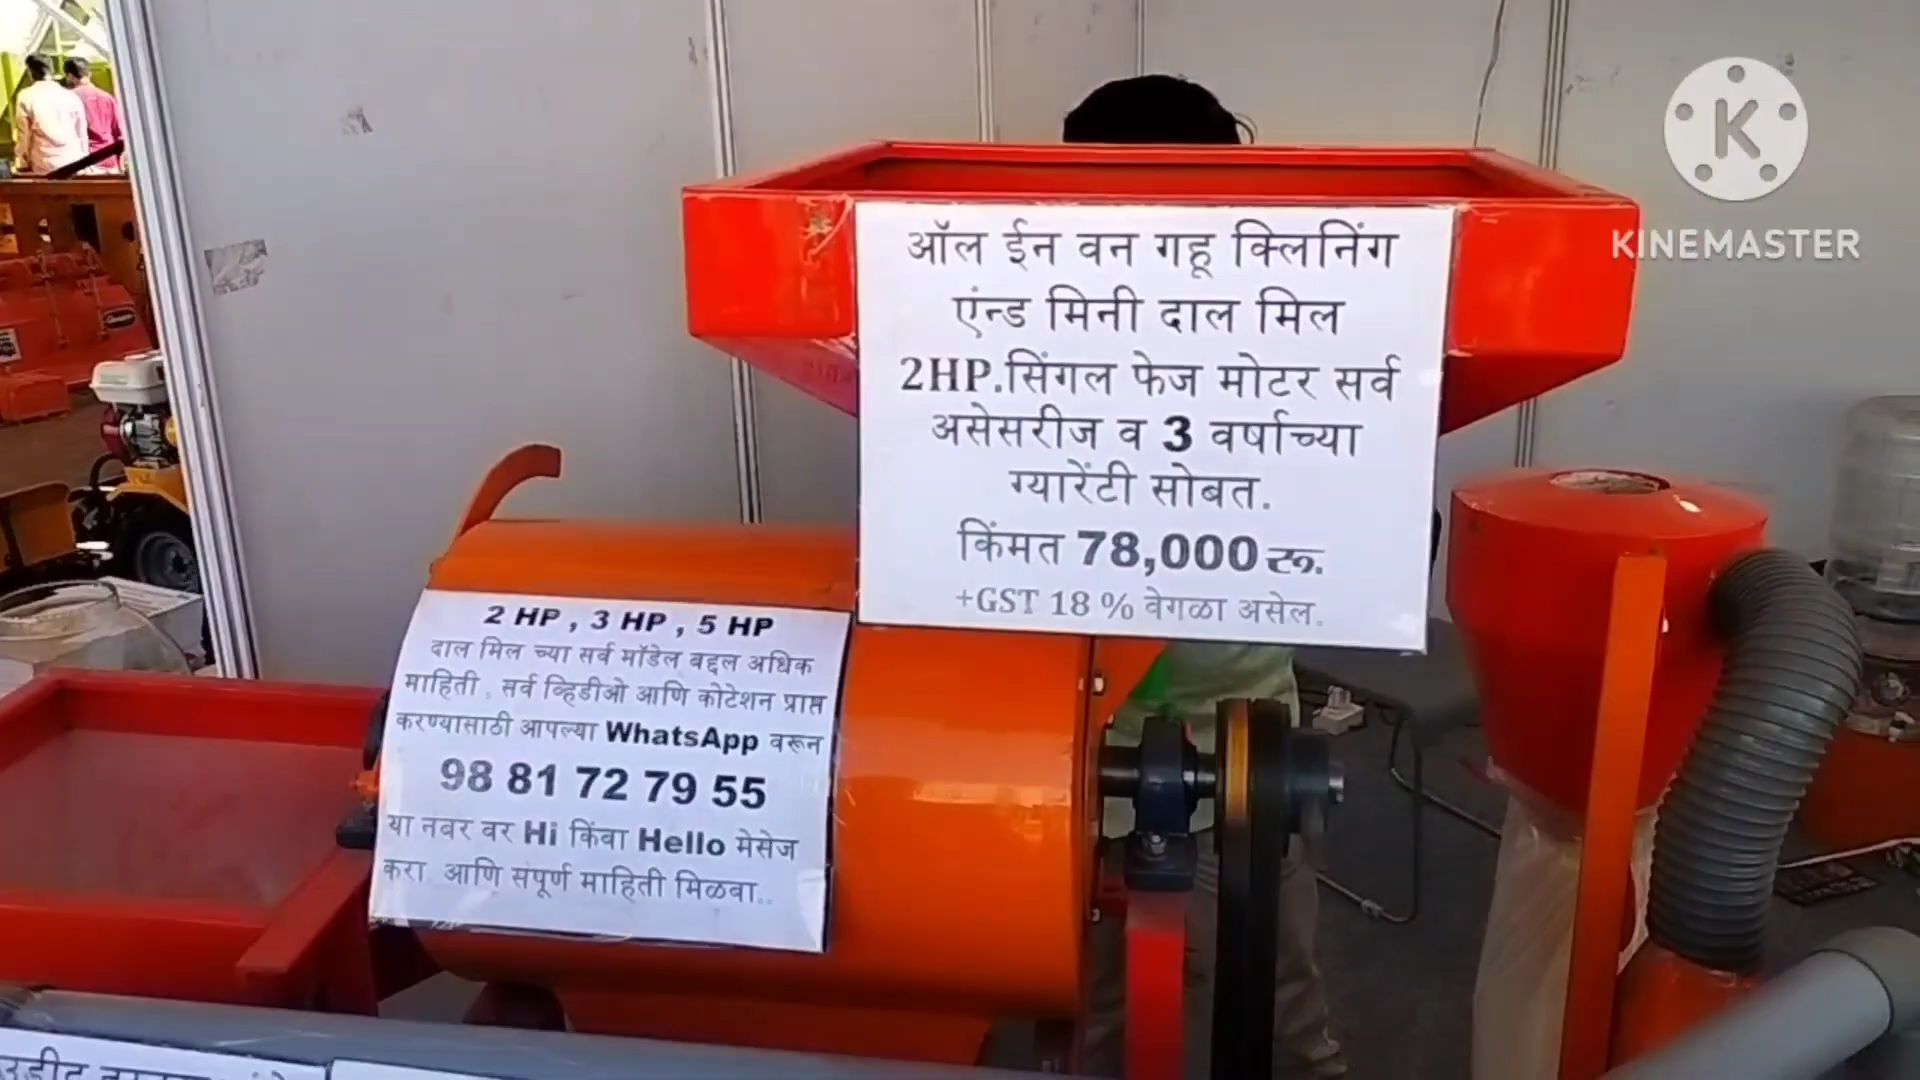 KINEMASTER
ऑल ईन वन गहू क्लिनिंग
एंन्ड मिनी दाल मिल
2HP.सिंगल फेज मोटर सर्व
असेसरीज व 3 वर्षाच्या
ग्यारेंटी सोबत.
किंमत 78,000 रू.
+GST 18 % वेगळा असेल.
2 HP , 3 HP , 5 HP
दाल मिल च्या सर्व मॉडेल बद्दल अधिक
माहिती . सर्व व्हिडीओ आणि कोटेशन प्राप्त
करण्यासाठी आपल्या WhatsApp वरून
98 81 72 79 55
या नंबर वर Hi किंवा Hello मेसेज
करा. आणि संपूर्ण माहिती मिळवा..